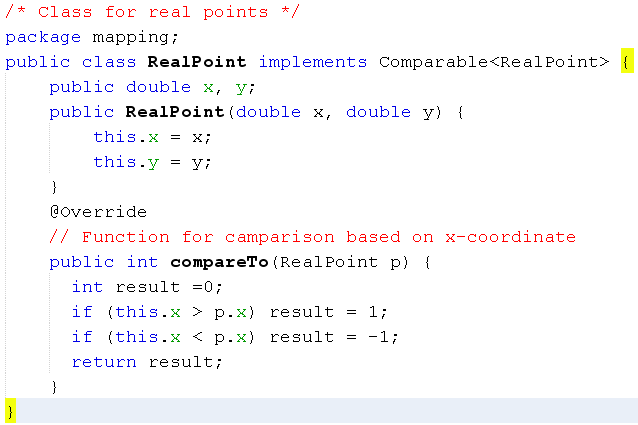 /* Class for real points */
package mapping;
public class RealPoint implements Comparable<RealPoint> {
    public double x, y;
    public RealPoint(double x, double y) {
        this.x = x;
        this.y = y;
    }
    @Override
    // Function for camparison based on x-coordinate
    public int compareTo(RealPoint p) {
      int result =0;
      if (this.x > p.x) result = 1;
      if (this.x < p.x) result = -1;
      return result;
    }
}